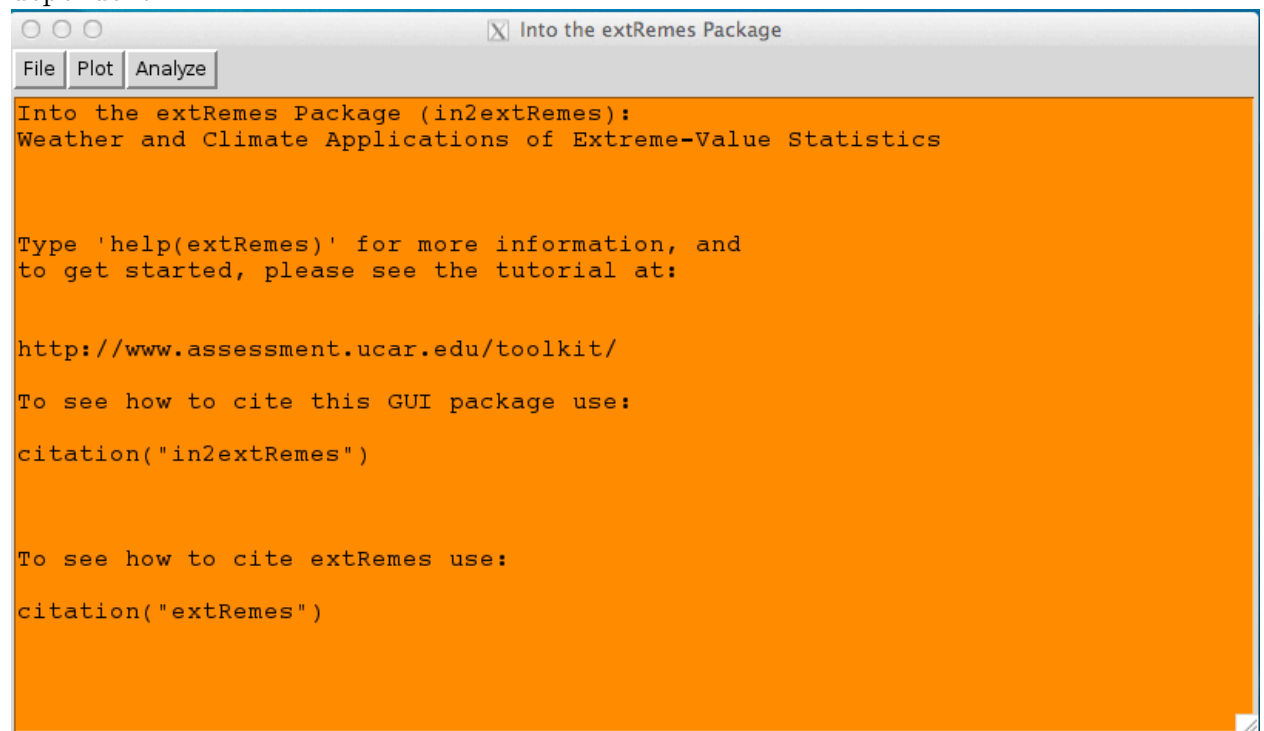 Into the extRemes Package
File Plot Analyze
Into the extRemes Package (in2extRemes):
Weather and Climate Applications of Extreme-Value Statistics
Type 'help(extRemes)' for more information, and
to get started, please see the tutorial at:
http://www.assessment.ucar.edu/toolkit/
To see how to cite this GUI package use:
citation("in2extRemes")
To see how to cite extRemes use:
citation("extRemes")